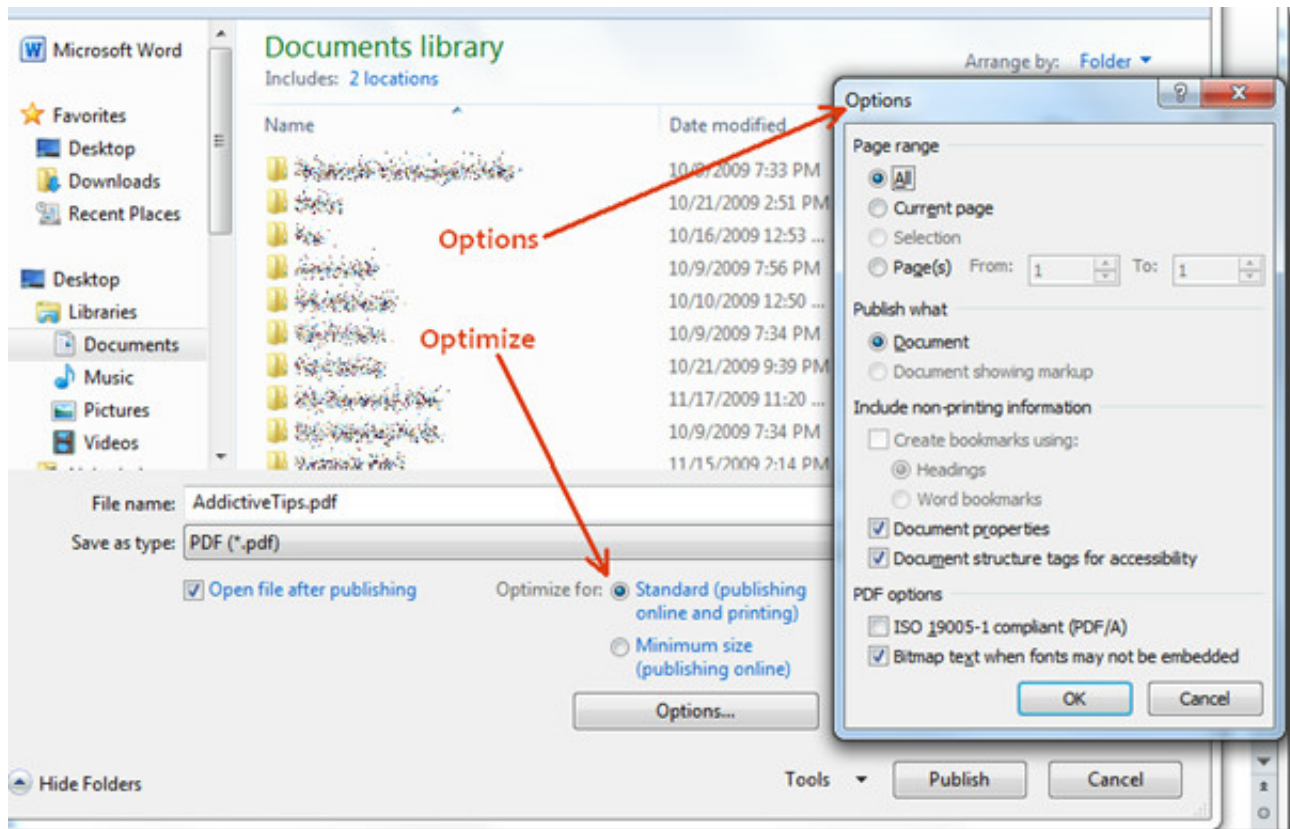 Microsoft Word
Favorites
Desktop
Downloads
Recent Places
Desktop
Libraries
Documents
Music
Pictures
Videos
Documents library
Includes: 2 locations
Arrange by: Folder
Name
Date modified
10/8/2009 7:33 PM
10/21/2009 2:51 PM
10/16/2009 12:53 ...
10/9/2009 7:56 PM
10/10/2009 12:50 ...
10/9/2009 7:34 PM
10/21/2009 9:39 PM
11/17/2009 11:20 ...
10/9/2009 7:34 PM
11/15/2009 2:14 PM
Options
Optimize
File name: AddictiveTips.pdf
Save as type: PDF (*.pdf)
Open file after publishing
Optimize for: Standard (publishing
online and printing)
Minimum size
(publishing online)
Options...
Hide Folders
Tools
Publish
Cancel
Options
Page range
All
Current page
Selection
Page(s) From: 1 To: 1
Publish what
Document
Document showing markup
Include non-printing information
Create bookmarks using:
Headings
Word bookmarks
Document properties
Document structure tags for accessibility
PDF options
ISO 19005-1 compliant (PDF/A)
Bitmap text when fonts may not be embedded
OK
Cancel